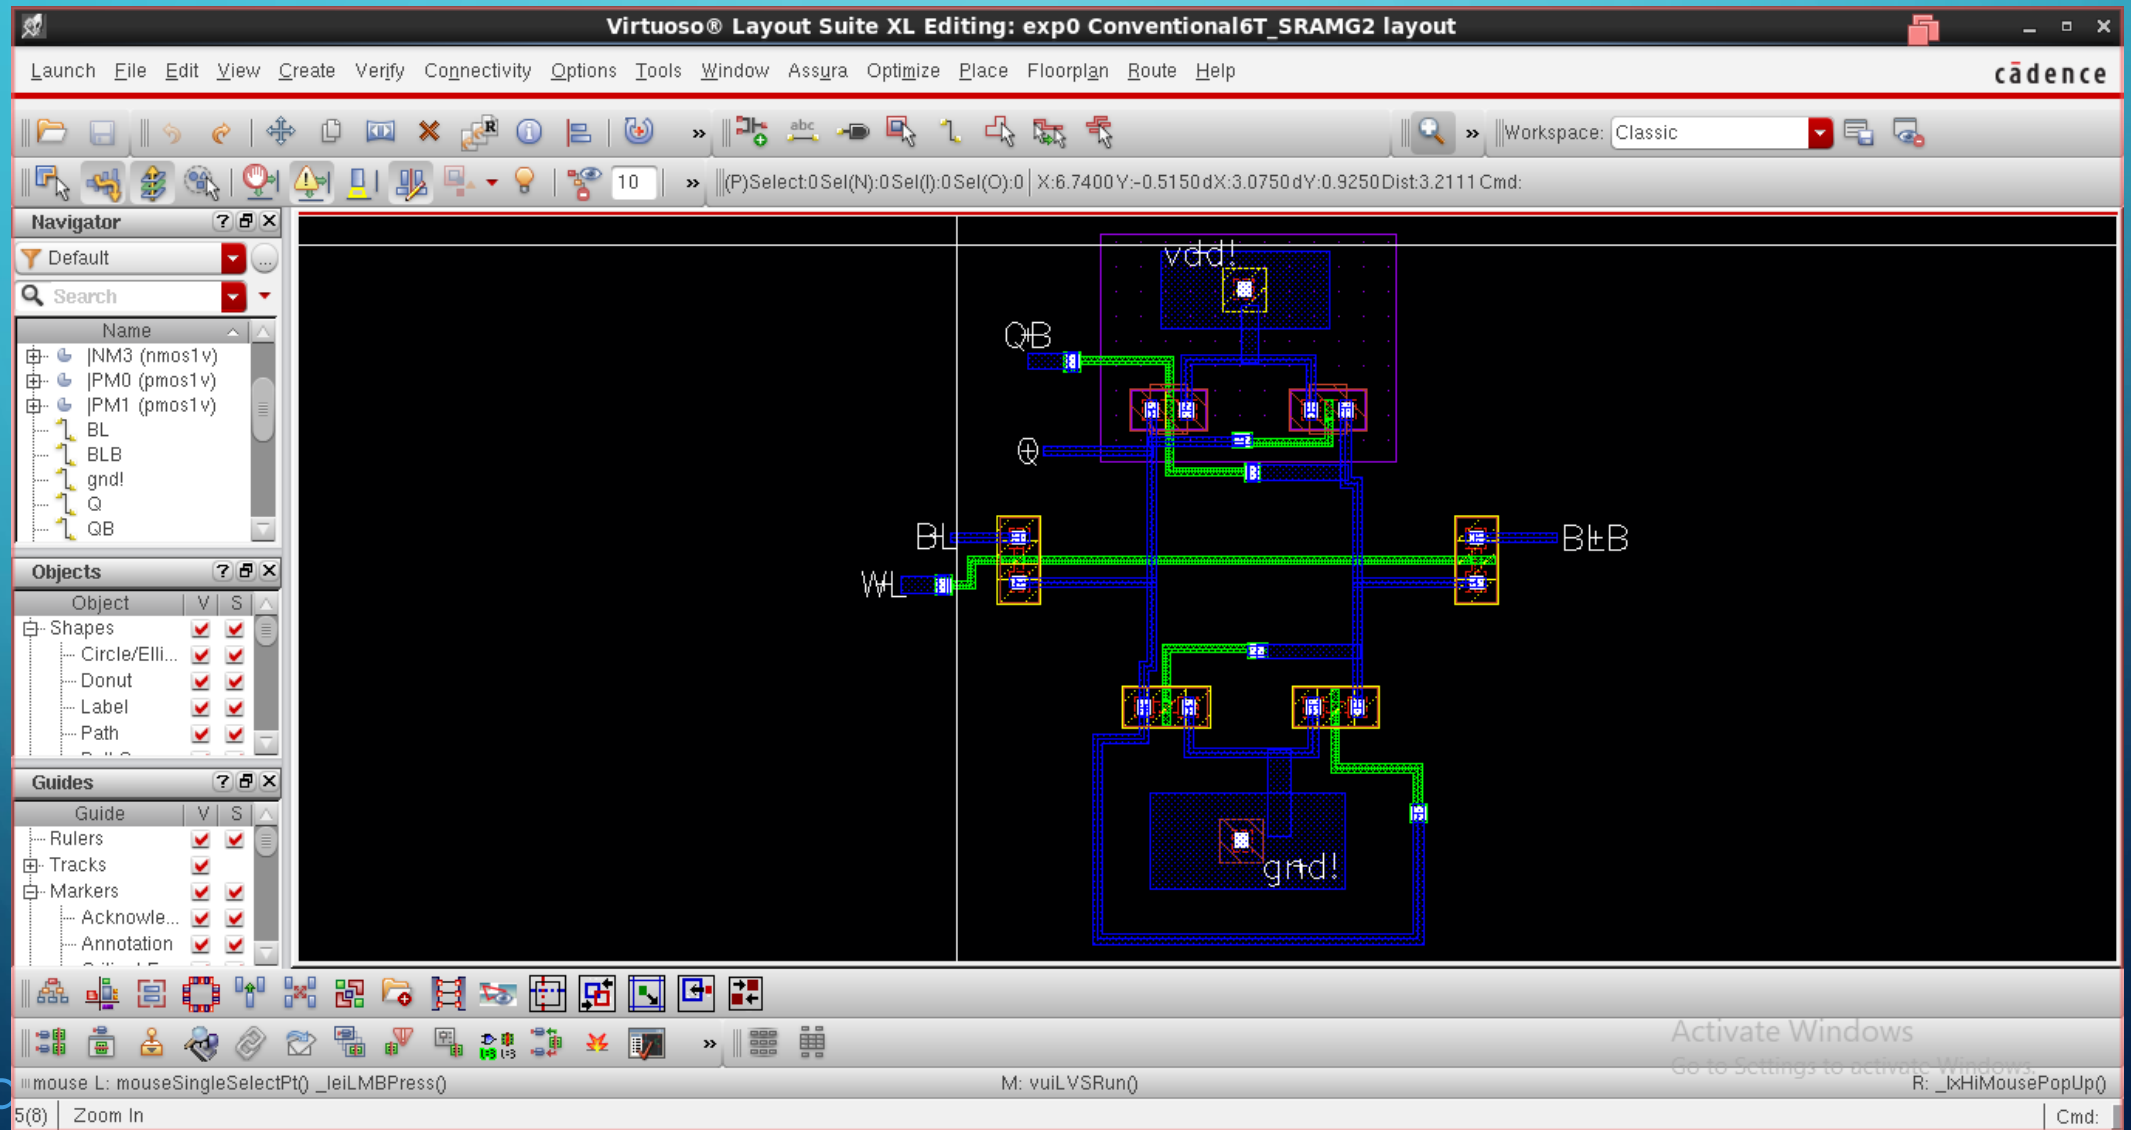 Virtuoso® Layout Suite XL Editing: exp0 Conventional6T_SRAMG2 layout
Launch File Edit View Create Verify Connectivity Options Tools Window Assura Optimize Place Floorplan Route Help
cādence
R abc » » Workspace: Classic
10 » (P)Select:0 Sel(N):0 Sel(I):0 Sel(O):0 X:6.7400 Y:-0.5150 dX:3.0750 dY:0.9250 Dist:3.2111 Cmd:
Navigator
Default
Search
Name
|NM3 (nmos1v)
|PM0 (pmos1v)
|PM1 (pmos1v)
BL
BLB
gnd!
Q
QB
Objects
Object V S
Shapes
Circle/Elli...
Donut
Label
Path
Guides
Guide V S
Rulers
Tracks
Markers
Acknowle...
Annotation
vdd!
QB
Q
BL
BLB
WL
gnd!
Activate Windows
Go to Settings to activate Windows.
mouse L: mouseSingleSelectPt() _leiLMBPress() M: vuiLVSRun() R: _lxHiMousePopUp()
5(8) Zoom In Cmd: